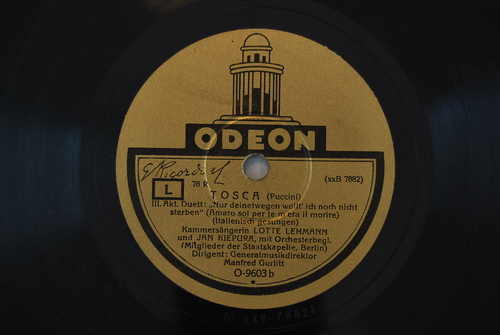 ODEON
G Ricordi
L
78 R
(xxB 7882)
TOSCA (Puccini)
III. Akt. Duett: „Nur deinetwegen wollt' ich noch nicht
sterben" (Amaro sol per te m'era il morire)
(Italienisch gesungen)
Kammersängerin LOTTE LEHMANN
und JAN KIEPURA, mit Orchesterbegl.
(Mitglieder der Staatskapelle, Berlin)
Dirigent: Generalmusikdirektor
Manfred Gurlitt
O-9603 b